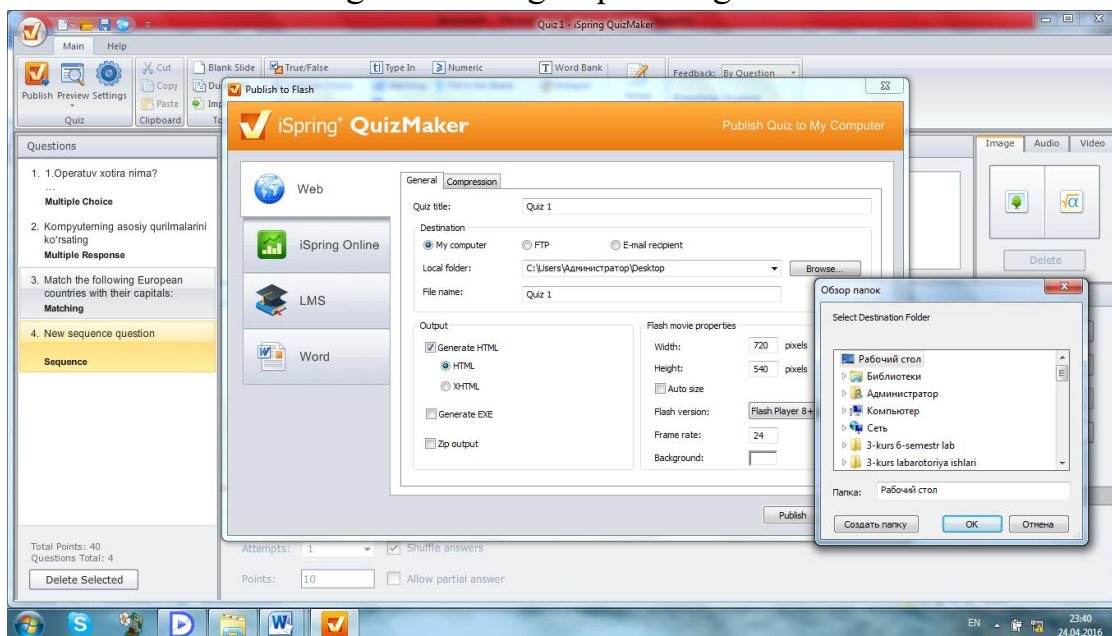 Quiz1 - iSpring QuizMaker
Main Help
Cut Blank Slide True/False Type In Numeric Word Bank
Feedback: By Question
Publish Preview Settings
Copy
Paste
Quiz Clipboard
Questions
1. 1.Operatuv xotira nima?
...
Multiple Choice
2. Kompyuterning asosiy qurilmalarini
ko'rsating
Multiple Response
3. Match the following European
countries with their capitals:
Matching
4. New sequence question
Sequence
Total Points: 40
Questions Total: 4
Delete Selected
Publish to Flash
iSpring QuizMaker
Publish Quiz to My Computer
Web
iSpring Online
LMS
Word
General Compression
Quiz title: Quiz 1
Destination
My computer FTP E-mail recipient
Local folder: C:\Users\Администратор\Desktop Browse...
File name: Quiz 1
Output
Generate HTML
HTML
XHTML
Generate EXE
Zip output
Flash movie properties
Width: 720 pixels
Height: 540 pixels
Auto size
Flash version: Flash Player 8+
Frame rate: 24
Background:
Publish
Image Audio Video
Delete
Обзор папок
Select Destination Folder
Рабочий стол
Библиотеки
Администратор
Компьютер
Сеть
3-kurs 6-semestr lab
3-kurs labarotoriya ishlari
Папка: Рабочий стол
Создать папку OK Отмена
Attempts: 1 Shuffle answers
Points: 10 Allow partial answer
EN 23:40
24.04.2016